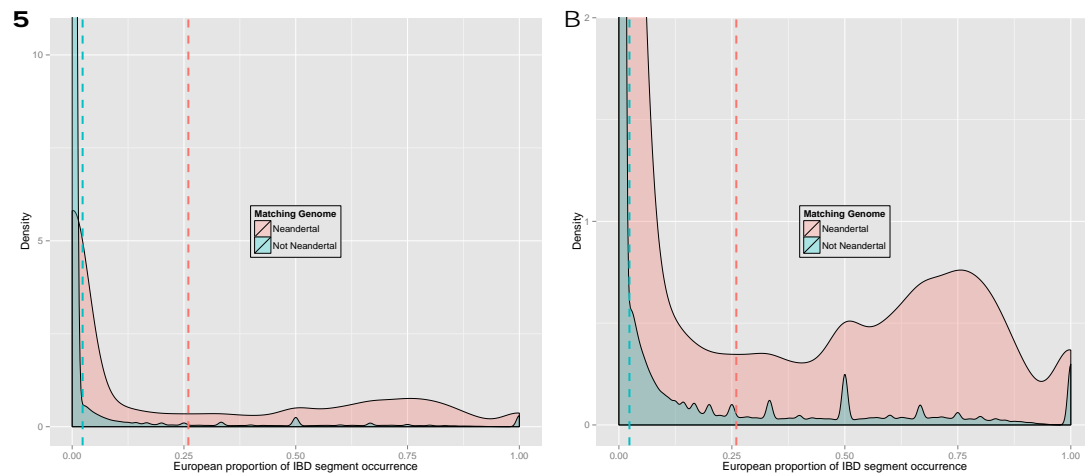 5
10
5
0
Density
Matching Genome
Neandertal
Not Neandertal
0.00 0.25 0.50 0.75 1.00
European proportion of IBD segment occurrence
B
2
1
0
Density
Matching Genome
Neandertal
Not Neandertal
0.00 0.25 0.50 0.75 1.00
European proportion of IBD segment occurrence